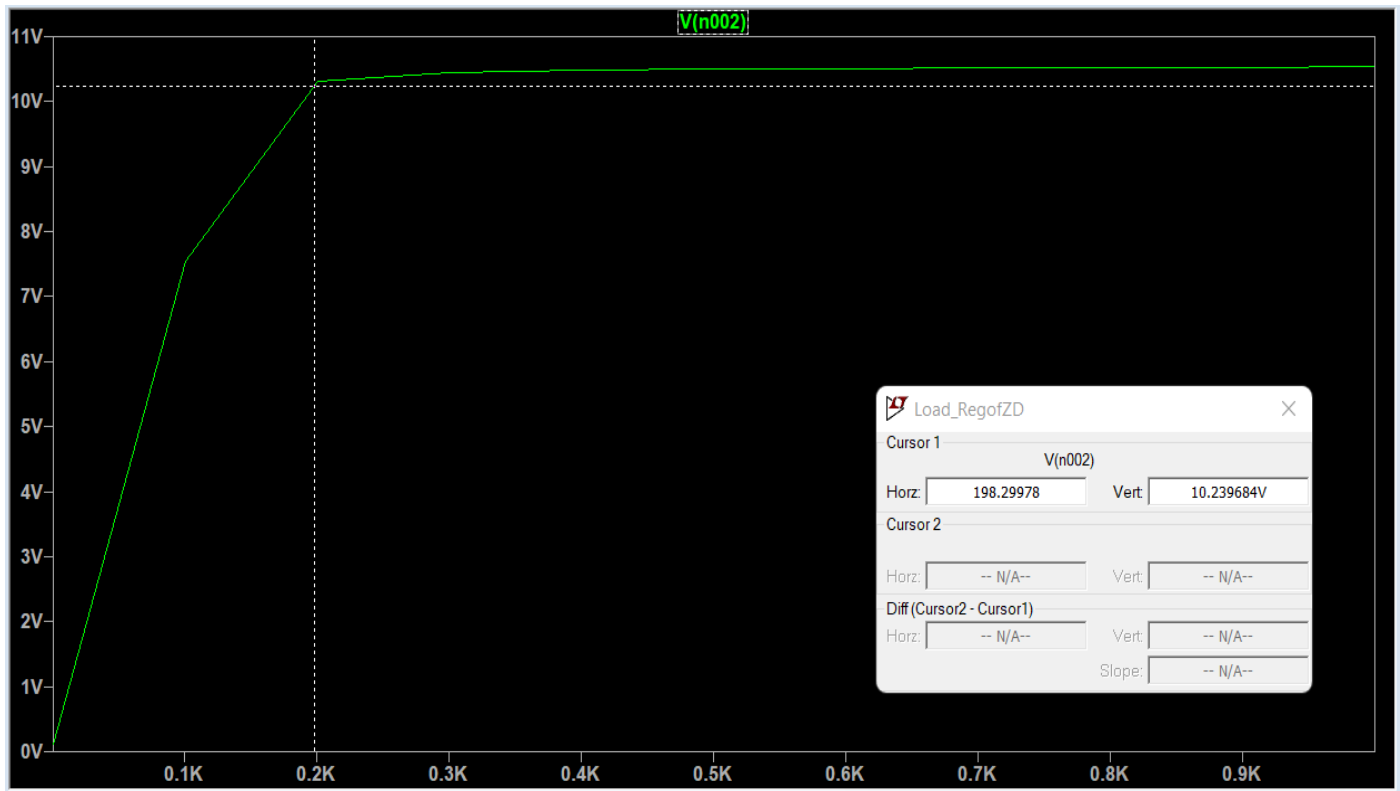 V(n002)
11V
10V
9V
8V
7V
6V
5V
4V
3V
2V
1V
0V
0.1K 0.2K 0.3K 0.4K 0.5K 0.6K 0.7K 0.8K 0.9K
Load_RegofZD
Cursor 1
V(n002)
Horz: 198.29978 Vert: 10.239684V
Cursor 2
Horz: -- N/A-- Vert: -- N/A--
Diff (Cursor2 - Cursor1)
Horz: -- N/A-- Vert: -- N/A--
Slope: -- N/A--